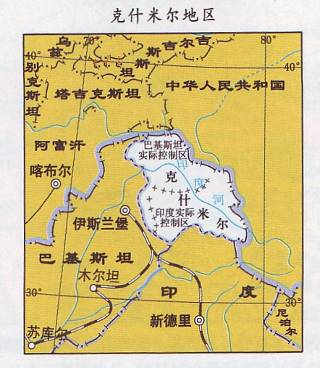 克什米尔地区
70°
80°
40°
40°
乌兹别克斯坦
吉尔吉斯斯坦
塔吉克斯坦
中华人民共和国
阿富汗
喀布尔
巴基斯坦
实际控制区
克什米尔
印度河
印度实际
控制区
伊斯兰堡
巴基斯坦
木尔坦
30°
30°
印度
尼泊尔
新德里
苏库尔